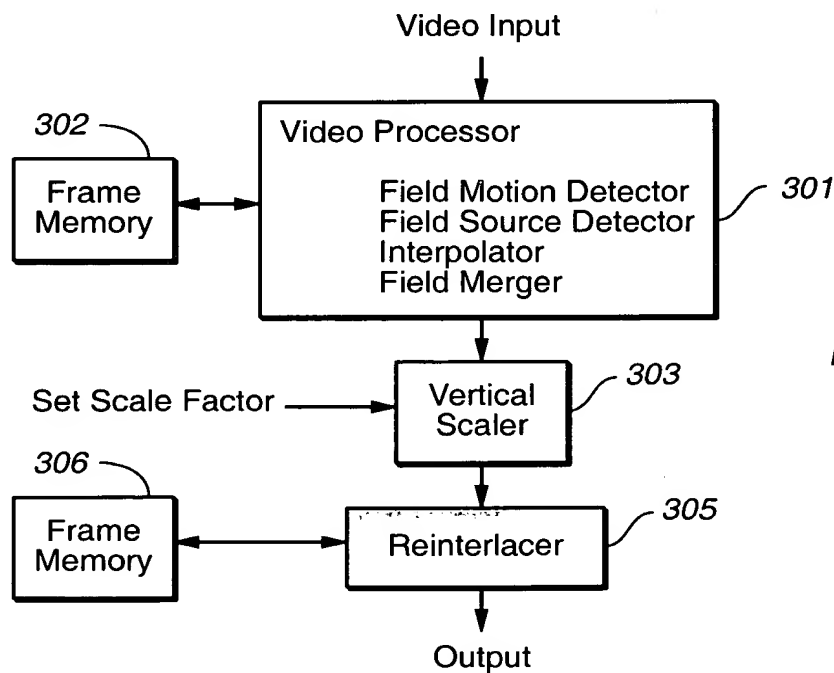 Video Input
302
Frame
Memory
Video Processor
Field Motion Detector
Field Source Detector
Interpolator
Field Merger
301
Set Scale Factor
Vertical
Scaler
303
306
Frame
Memory
Reinterlacer
305
Output